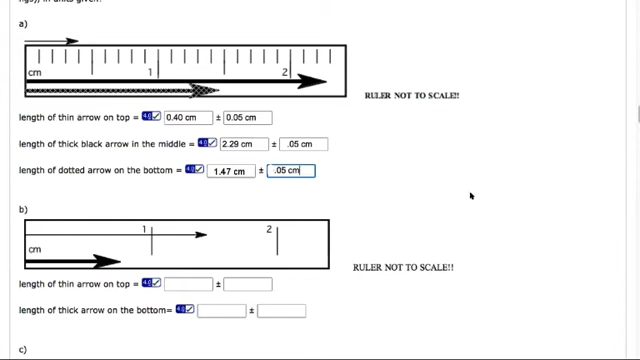 a)
1 2
cm
RULER NOT TO SCALE!!
length of thin arrow on top = 0.40 cm ± 0.05 cm
length of thick black arrow in the middle = 2.29 cm ± .05 cm
length of dotted arrow on the bottom = 1.47 cm ± .05 cm
b)
1 2
cm
RULER NOT TO SCALE!!
length of thin arrow on top = ±
length of thick arrow on the bottom= ±
c)